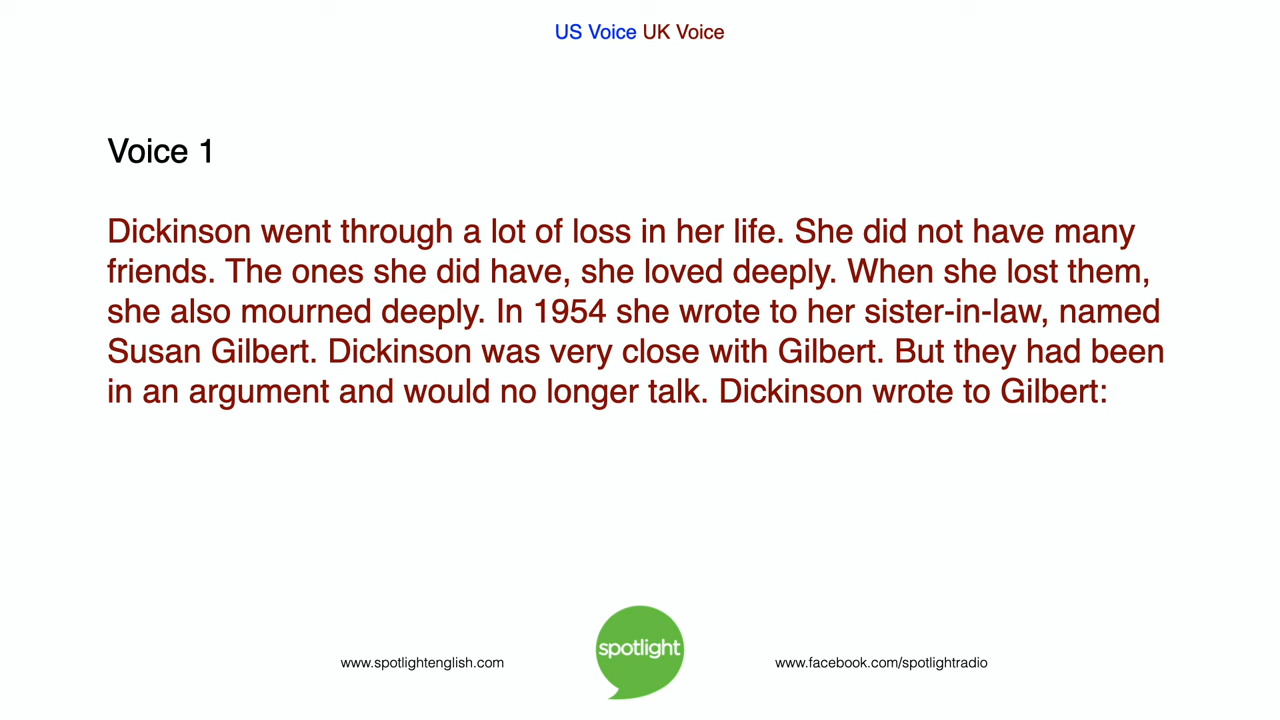 US Voice UK Voice
Voice 1
Dickinson went through a lot of loss in her life. She did not have many
friends. The ones she did have, she loved deeply. When she lost them,
she also mourned deeply. In 1954 she wrote to her sister-in-law, named
Susan Gilbert. Dickinson was very close with Gilbert. But they had been
in an argument and would no longer talk. Dickinson wrote to Gilbert:
spotlight
www.spotlightenglish.com
www.facebook.com/spotlightradio